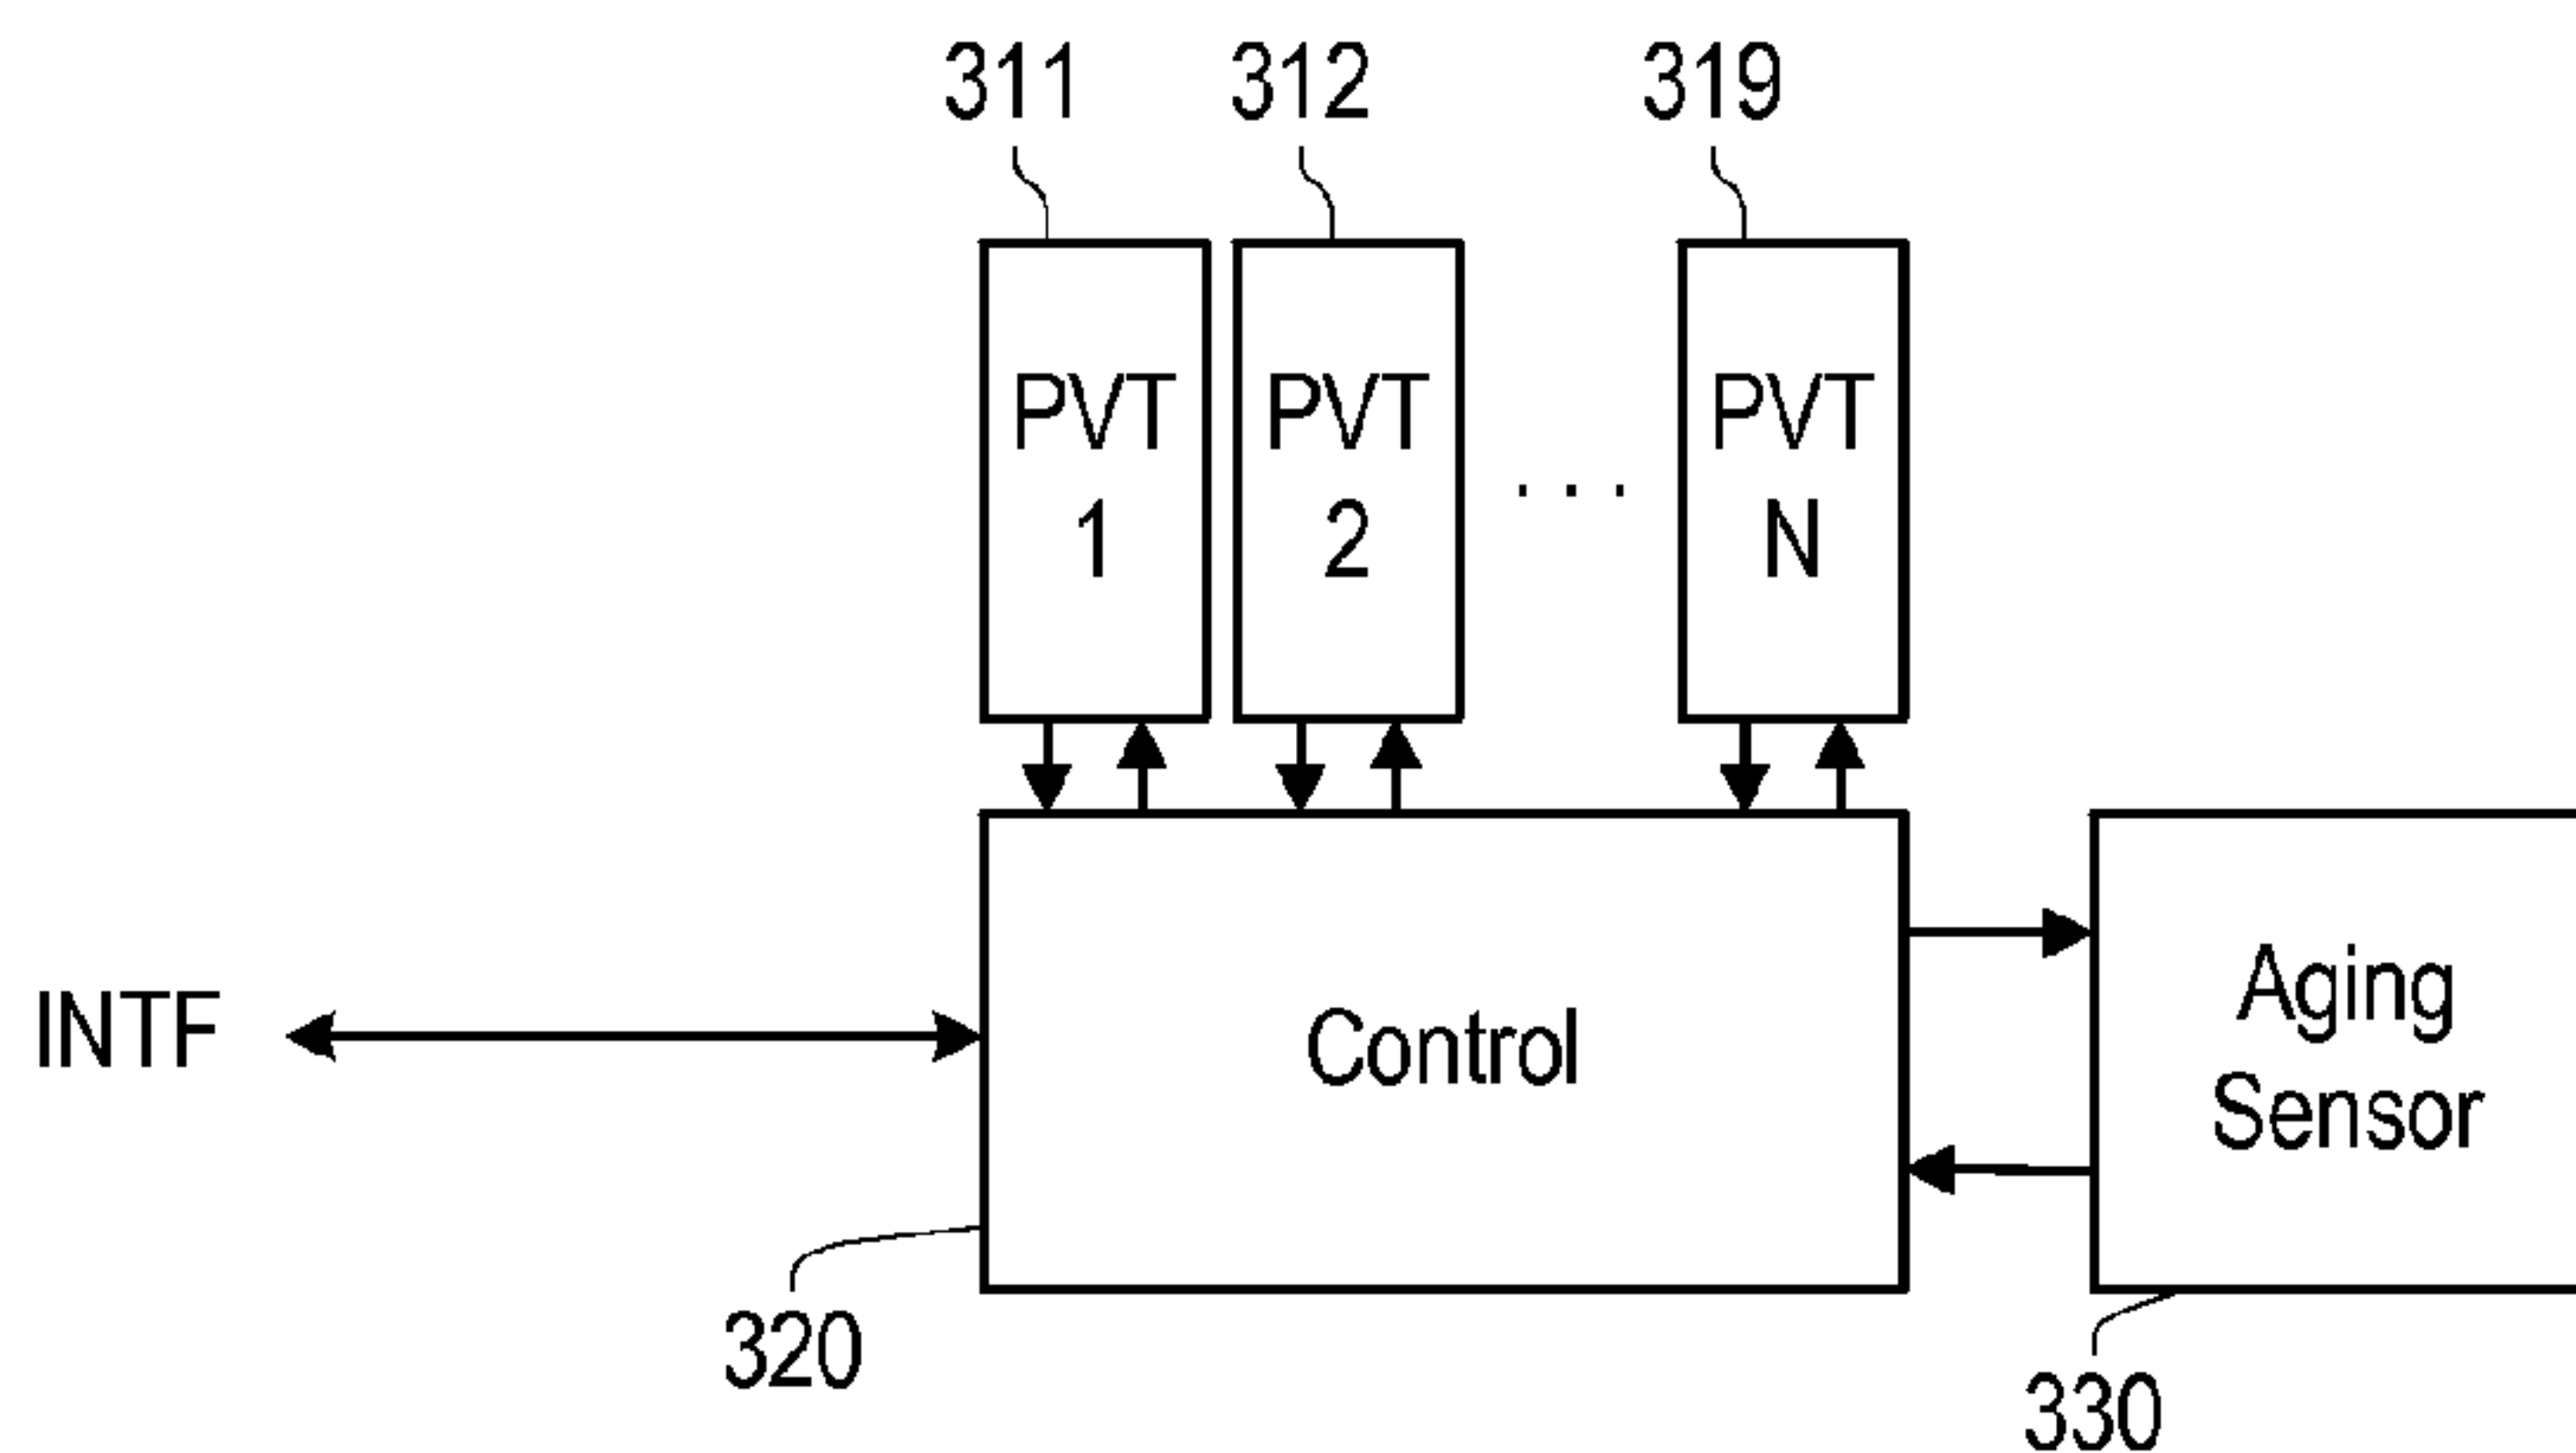 311 312 319
PVT PVT PVT
1 2 . . . N
INTF
Control
Aging
Sensor
320
330